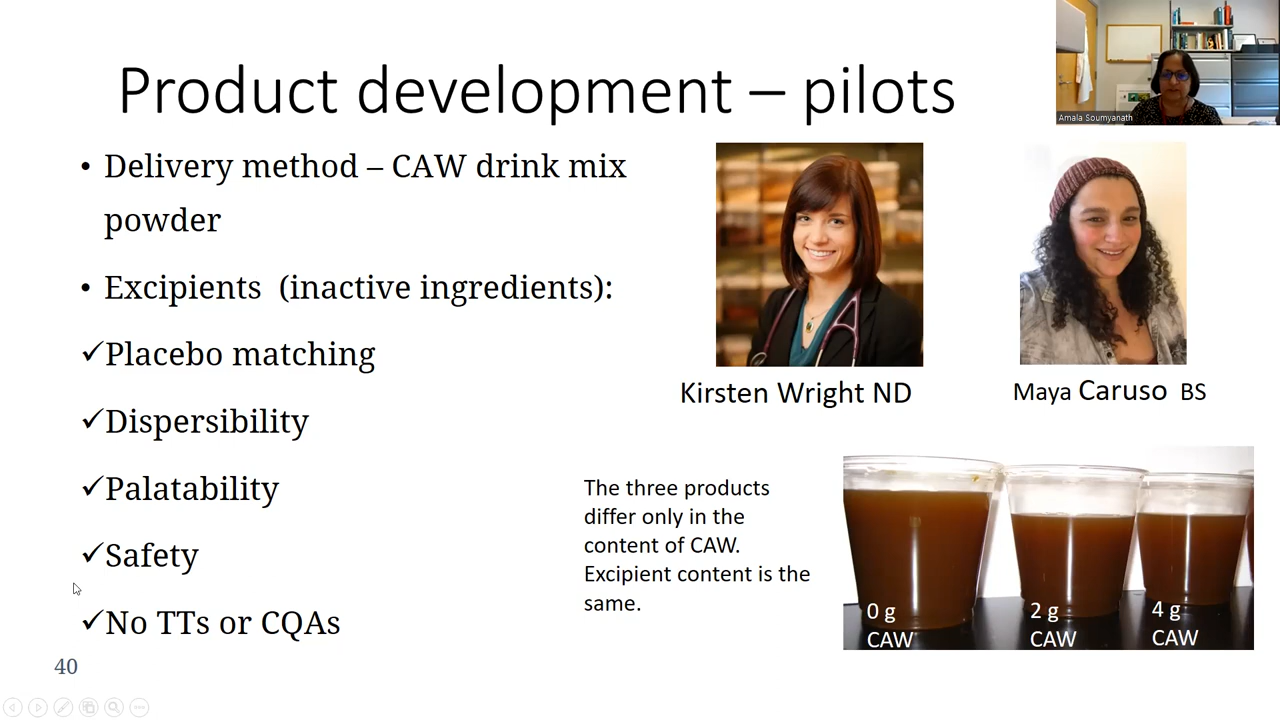 Product development – pilots
Amala Soumyanath
• Delivery method – CAW drink mix
powder
• Excipients (inactive ingredients):
✓Placebo matching
✓Dispersibility
✓Palatability
✓Safety
✓No TTs or CQAs
Kirsten Wright ND
Maya Caruso BS
The three products
differ only in the
content of CAW.
Excipient content is the
same.
0 g
CAW
2 g
CAW
4 g
CAW
40